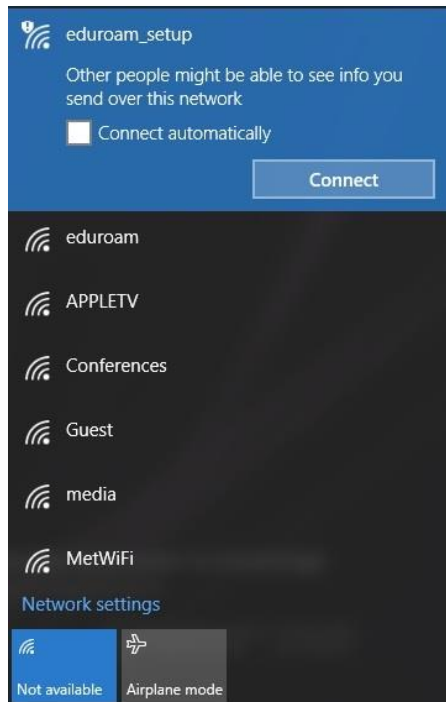 eduroam_setup
Other people might be able to see info you
send over this network
Connect automatically
Connect
eduroam
APPLETV
Conferences
Guest
media
MetWiFi
Network settings
Not available
Airplane mode